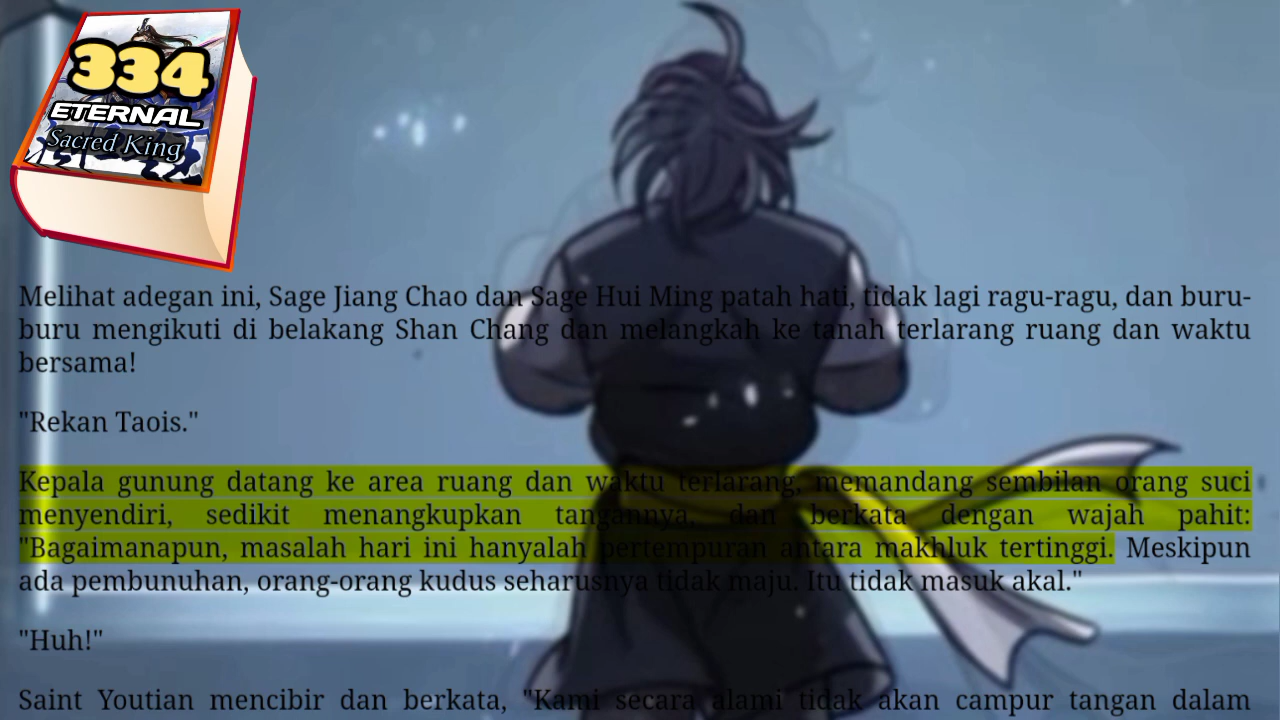 334
ETERNAL
Sacred King
Melihat adegan ini, Sage Jiang Chao dan Sage Hui Ming patah hati, tidak lagi ragu-ragu, dan buru-
buru mengikuti di belakang Shan Chang dan melangkah ke tanah terlarang ruang dan waktu
bersama!
"Rekan Taois."
Kepala gunung datang ke area ruang dan waktu terlarang, memandang sembilan orang suci
menyendiri, sedikit menangkupkan tangannya, dan berkata dengan wajah pahit:
"Bagaimanapun, masalah hari ini hanyalah pertempuran antara makhluk tertinggi. Meskipun
ada pembunuhan, orang-orang kudus seharusnya tidak maju. Itu tidak masuk akal."
"Huh!"
Saint Youtian mencibir dan berkata, "Kami secara alami tidak akan campur tangan dalam